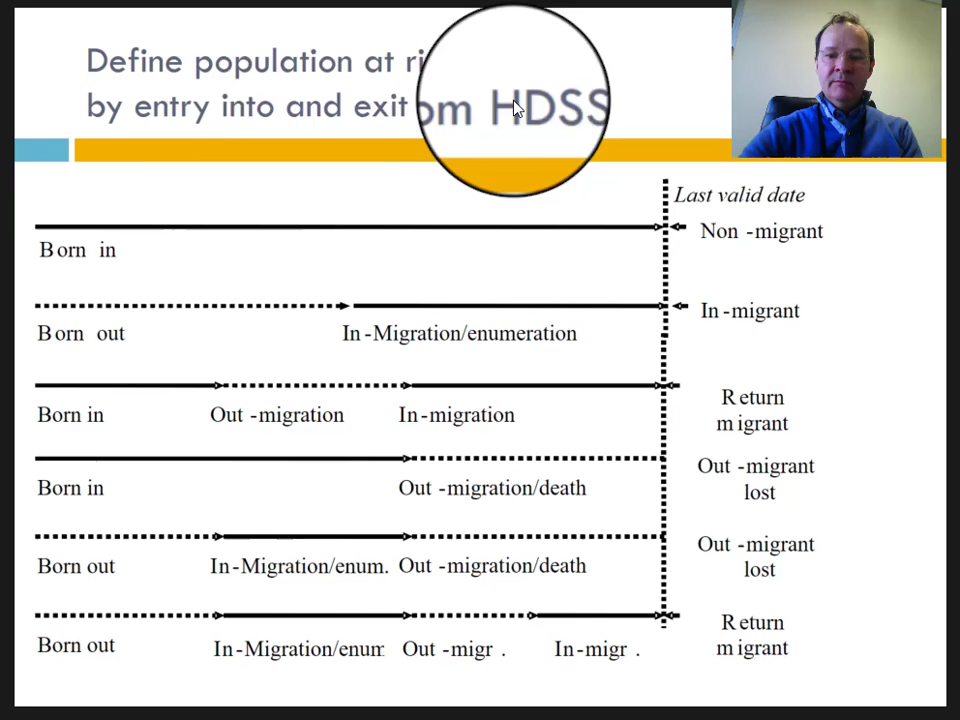 Define population at ri
by entry into and exit om HDSS
Last valid date
Non -migrant
Born in
In -migrant
Born out In -Migration/enumeration
Return
migrant
Born in Out -migration In -migration
Out -migrant
lost
Born in Out -migration/death
Out -migrant
lost
Born out In -Migration/enum. Out -migration/death
Return
migrant
Born out In -Migration/enum Out -migr . In -migr .